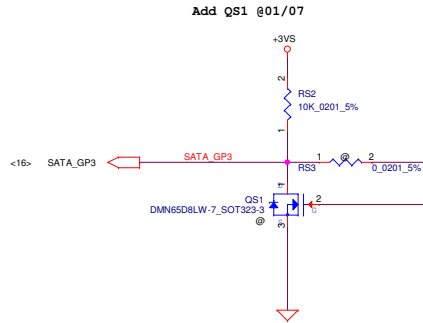 Add QS1 @01/07
+3VS
2
RS2
10K_0201_5%
1
<16> SATA_GP3
SATA_GP3
1 @ 2
RS3 0_0201_5%
1
QS1
DMN65D8LW-7_SOT323-3
@
2
G
3